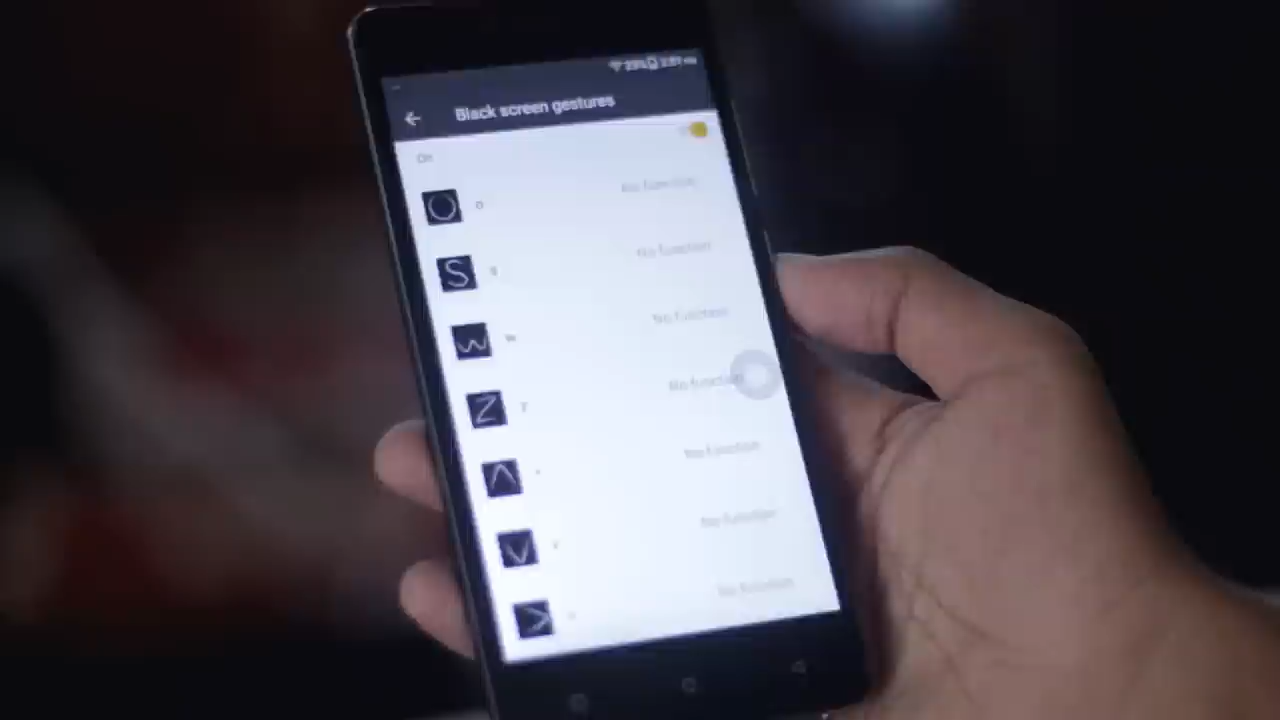 Black screen gestures
On
No function
O
No function
S
No function
W
No function
Z
No function
No function
V
No function